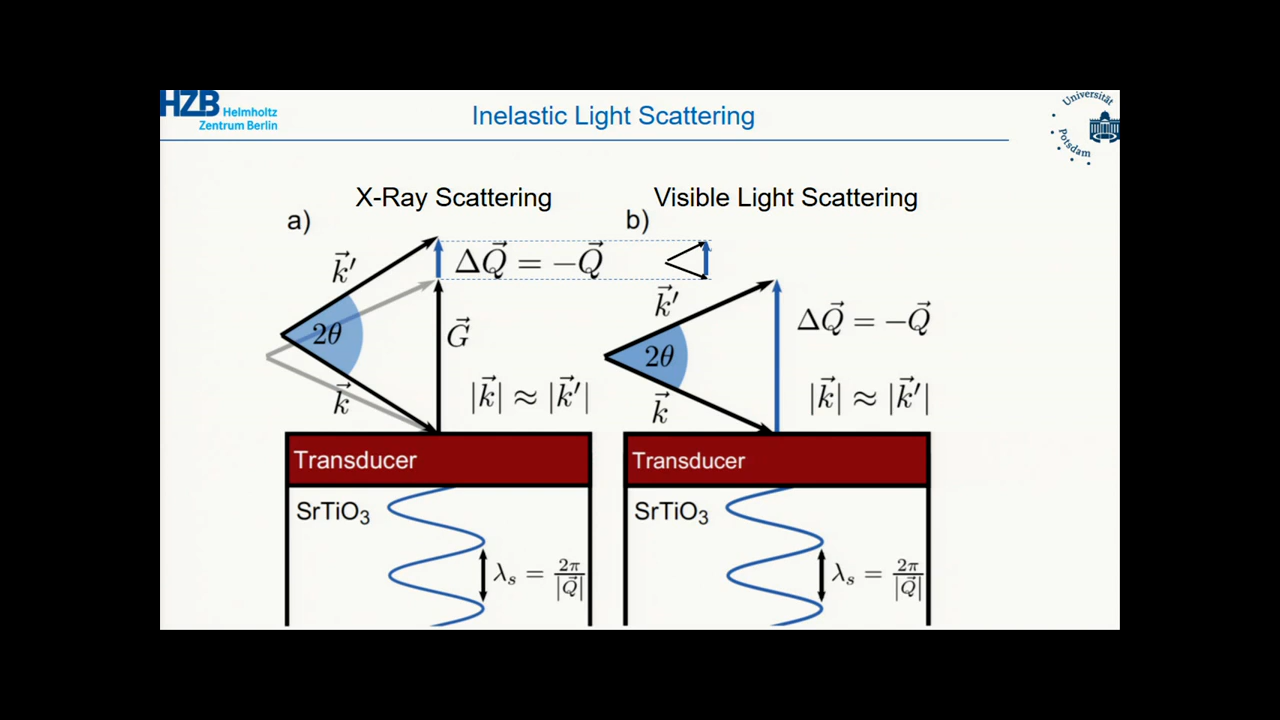 HZB Helmholtz
Zentrum Berlin
Inelastic Light Scattering
Universität
Potsdam
X-Ray Scattering
a)
k⃗′
2θ
k⃗
ΔQ⃗ = −Q⃗
G⃗
|k⃗| ≈ |k⃗′|
Transducer
SrTiO₃
λₛ = 2π/|Q⃗|
Visible Light Scattering
b)
k⃗′
2θ
k⃗
ΔQ⃗ = −Q⃗
|k⃗| ≈ |k⃗′|
Transducer
SrTiO₃
λₛ = 2π/|Q⃗|